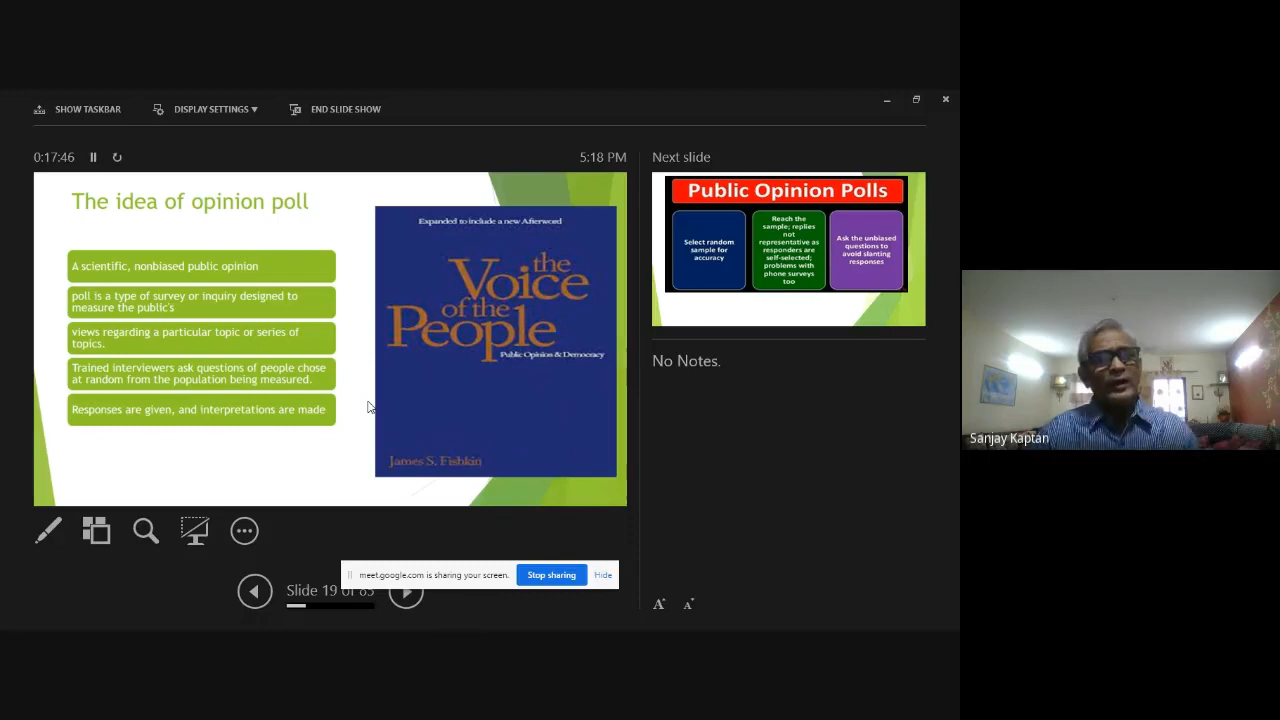 SHOW TASKBAR
DISPLAY SETTINGS
END SLIDE SHOW
0:17:46
5:18 PM
The idea of opinion poll
A scientific, nonbiased public opinion
poll is a type of survey or inquiry designed to
measure the public's
views regarding a particular topic or series of
topics.
Trained interviewers ask questions of people chose
at random from the population being measured.
Responses are given, and interpretations are made
Expanded to include a new Afterword
the
Voice
of the
People
Public Opinion & Democracy
James S. Fishkin
Next slide
Public Opinion Polls
Select random
sample for
accuracy
Reach the
sample; replies
not
representative as
responders are
self-selected;
problems with
phone surveys
too
Ask the unbiased
questions to
avoid slanting
responses
No Notes.
Sanjay Kaptan
meet.google.com is sharing your screen.
Stop sharing
Hide
Slide 19 of 85
A
A